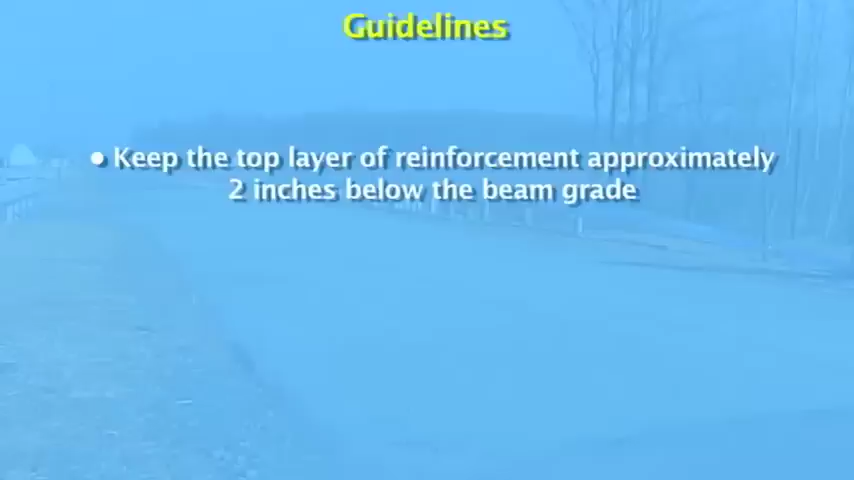 Guidelines
• Keep the top layer of reinforcement approximately
2 inches below the beam grade